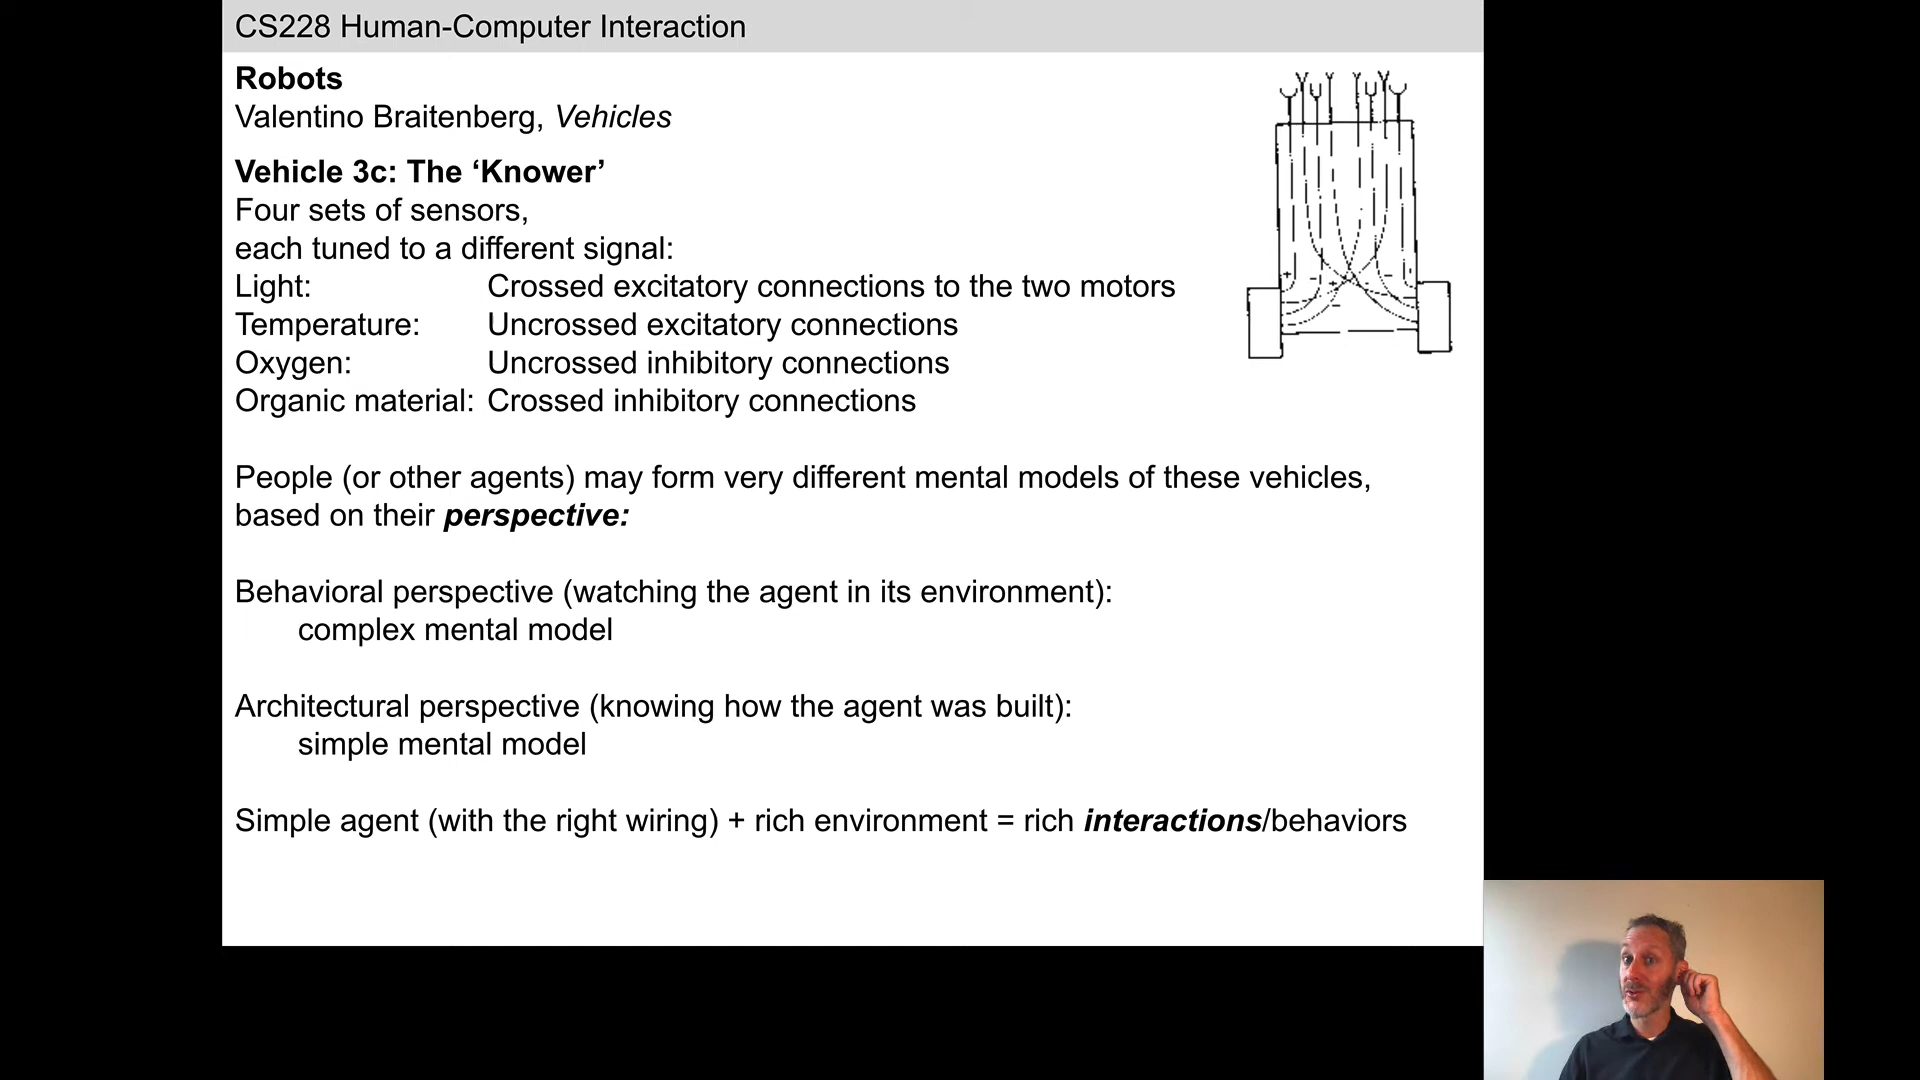 CS228 Human-Computer Interaction
Robots
Valentino Braitenberg, Vehicles
Vehicle 3c: The ‘Knower’
Four sets of sensors,
each tuned to a different signal:
Light: Crossed excitatory connections to the two motors
Temperature: Uncrossed excitatory connections
Oxygen: Uncrossed inhibitory connections
Organic material: Crossed inhibitory connections
People (or other agents) may form very different mental models of these vehicles,
based on their perspective:
Behavioral perspective (watching the agent in its environment):
complex mental model
Architectural perspective (knowing how the agent was built):
simple mental model
Simple agent (with the right wiring) + rich environment = rich interactions/behaviors